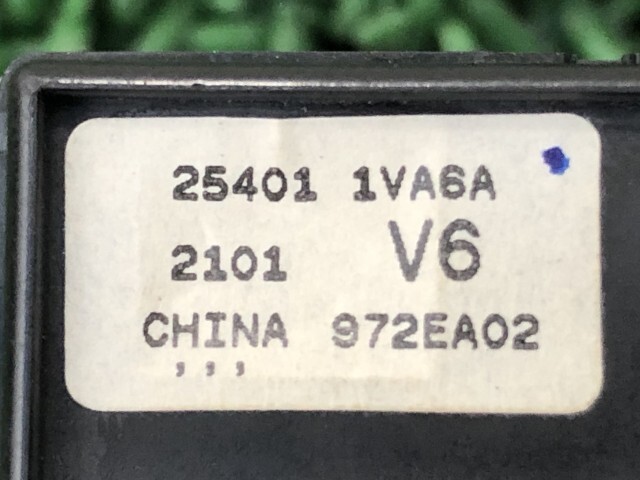 25401 1VA6A
2101 V6
CHINA 972EA02
, , ,